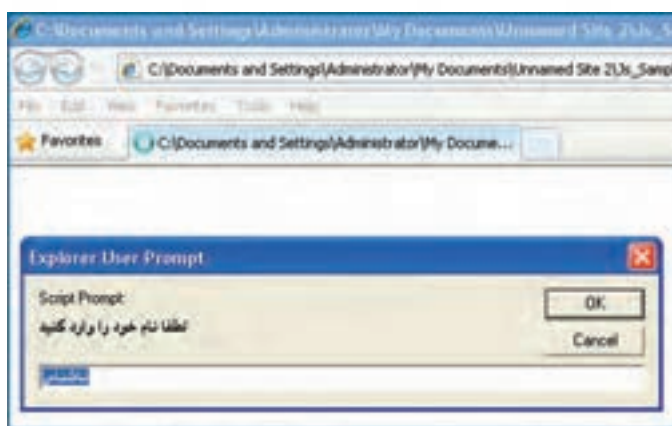 C:\Documents and Settings\Administrator\My Documents\Unnamed Site 2\Js_S
C:\Documents and Settings\Administrator\My Documents\Unnamed Site 2\Js_Samp
File Edit View Favorites Tools Help
Favorites C:\Documents and Settings\Administrator\My Docume...
Explorer User Prompt
Script Prompt:
لطفا نام خود را وارد کنید
OK
Cancel